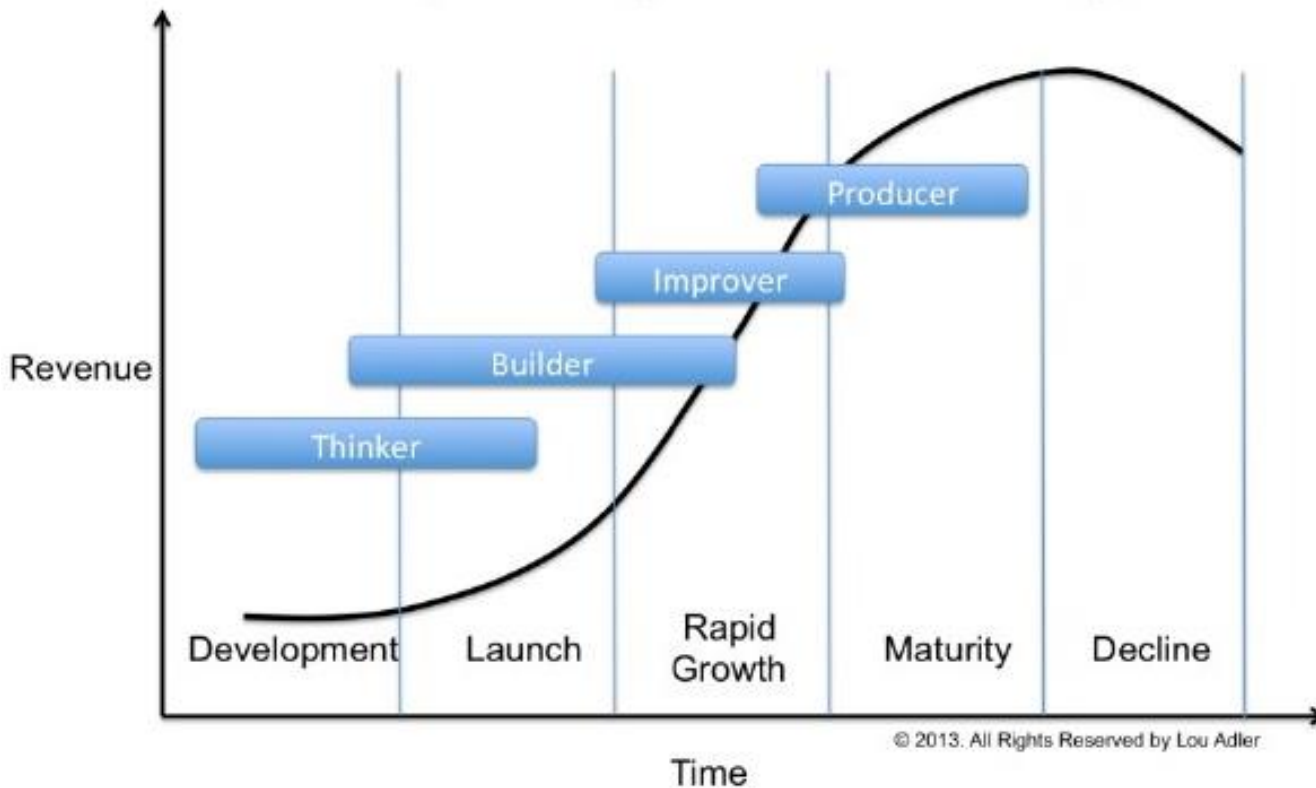 Producer
Improver
Revenue
Builder
Thinker
Development
Launch
Rapid
Growth
Maturity
Decline
© 2013. All Rights Reserved by Lou Adler
Time